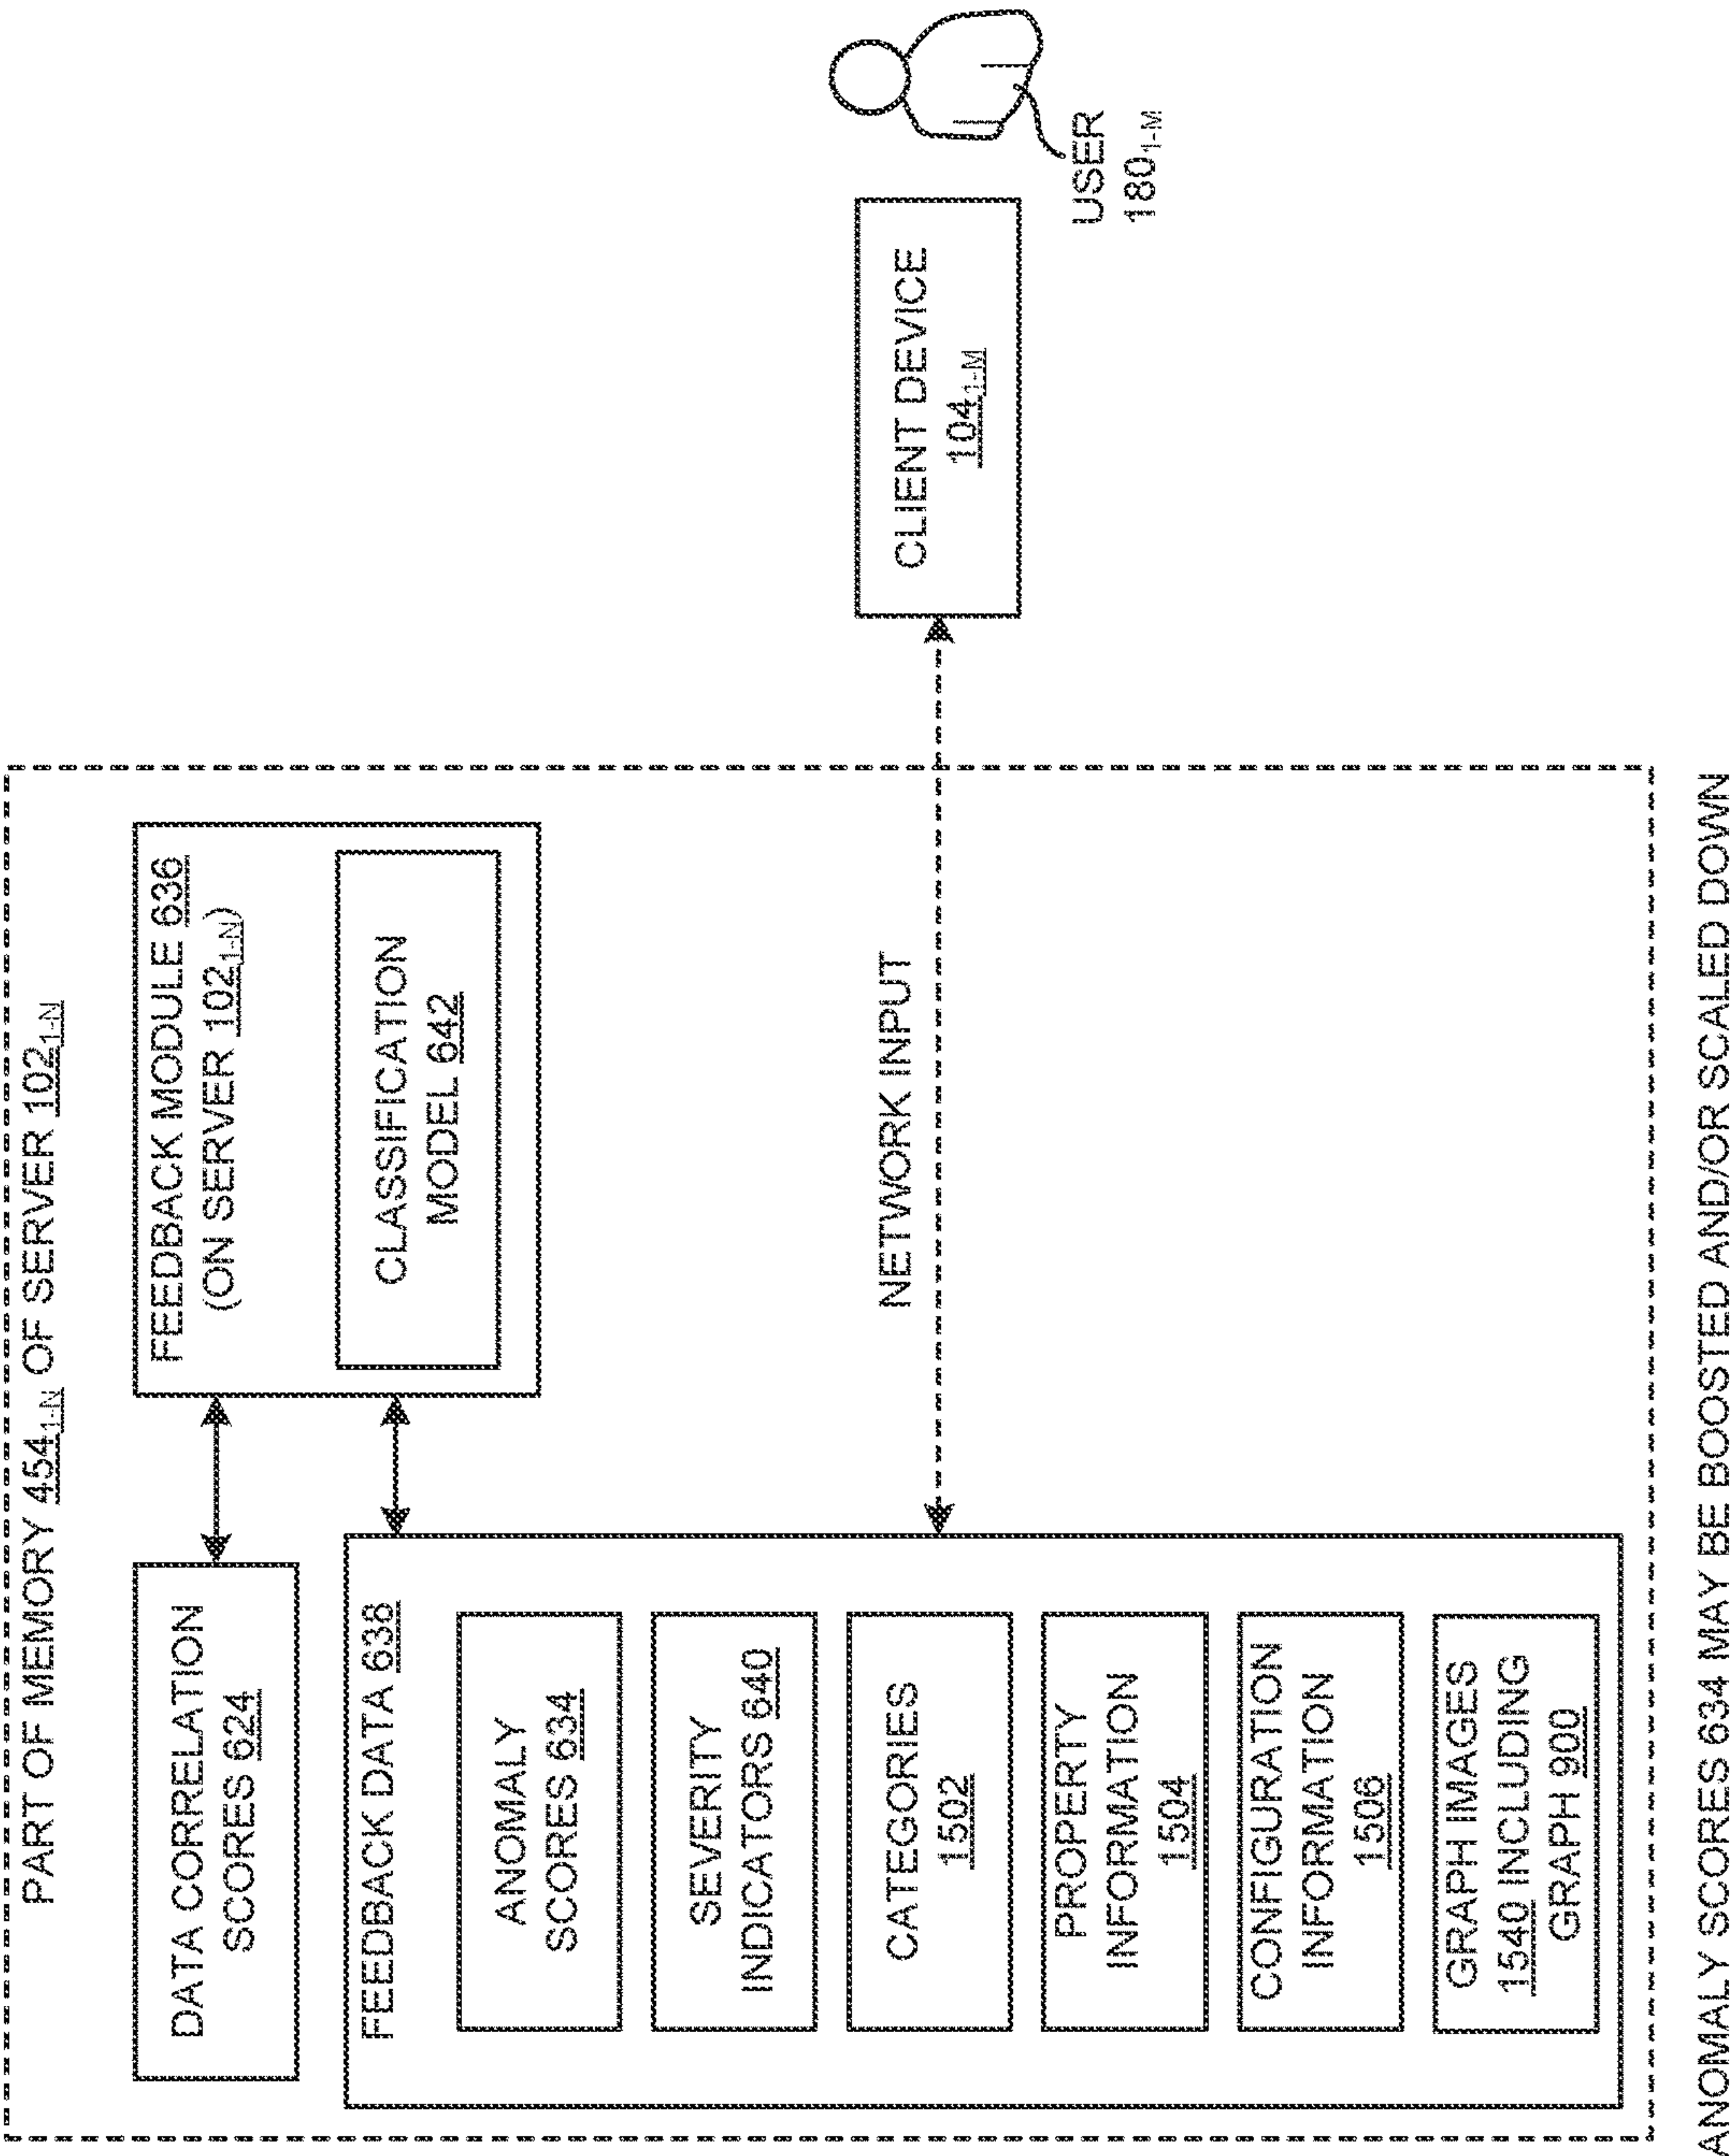 PART OF MEMORY 454₁₋ₙ OF SERVER 102₁₋ₙ
DATA CORRELATION
SCORES 624
FEEDBACK MODULE 636
(ON SERVER 102₁₋ₙ)
CLASSIFICATION
MODEL 642
FEEDBACK DATA 638
ANOMALY
SCORES 634
SEVERITY
INDICATORS 640
CATEGORIES
1502
PROPERTY
INFORMATION
1504
CONFIGURATION
INFORMATION
1506
GRAPH IMAGES
1540 INCLUDING
GRAPH 900
NETWORK INPUT
CLIENT DEVICE
104₁₋M
USER
180₁₋M
ANOMALY SCORES 634 MAY BE BOOSTED AND/OR SCALED DOWN